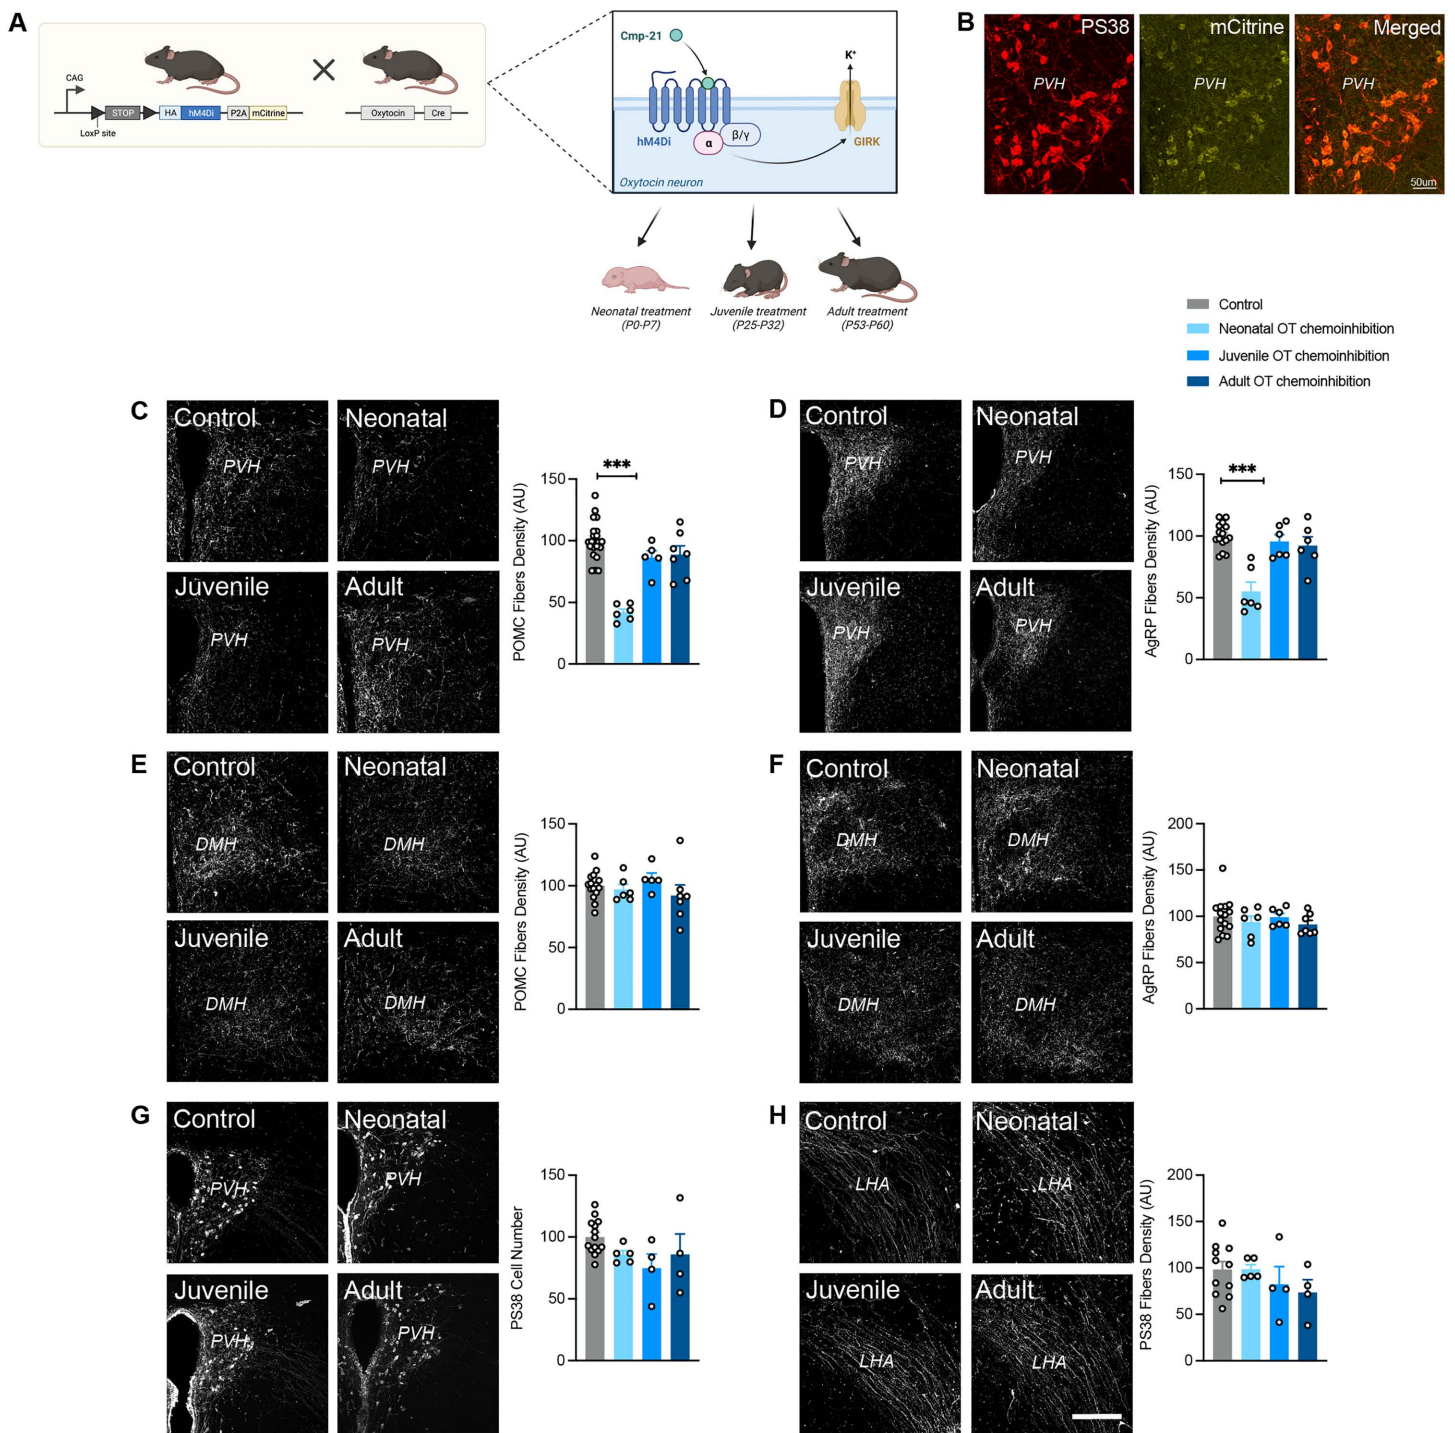 A
CAG
STOP
HA
hM4Di
P2A
mCitrine
LoxP site
Oxytocin
Cre
Cmp-21
K+
hM4Di
α
β/γ
GIRK
Oxytocin neuron
Neonatal treatment
(P0-P7)
Juvenile treatment
(P25-P32)
Adult treatment
(P53-P60)
B
PS38
PVH
mCitrine
PVH
Merged
PVH
50um
Control
Neonatal OT chemoinhibition
Juvenile OT chemoinhibition
Adult OT chemoinhibition
C
Control
PVH
Neonatal
PVH
Juvenile
PVH
Adult
PVH
POMC Fibers Density (AU)
150
100
50
0
***
D
Control
PVH
Neonatal
PVH
Juvenile
PVH
Adult
PVH
AgRP Fibers Density (AU)
150
100
50
0
***
E
Control
DMH
Neonatal
DMH
Juvenile
DMH
Adult
DMH
POMC Fibers Density (AU)
150
100
50
0
F
Control
DMH
Neonatal
DMH
Juvenile
DMH
Adult
DMH
AgRP Fibers Density (AU)
200
150
100
50
0
G
Control
PVH
Neonatal
PVH
Juvenile
PVH
Adult
PVH
PS38 Cell Number
150
100
50
0
H
Control
LHA
Neonatal
LHA
Juvenile
LHA
Adult
LHA
PS38 Fibers Density (AU)
200
150
100
50
0